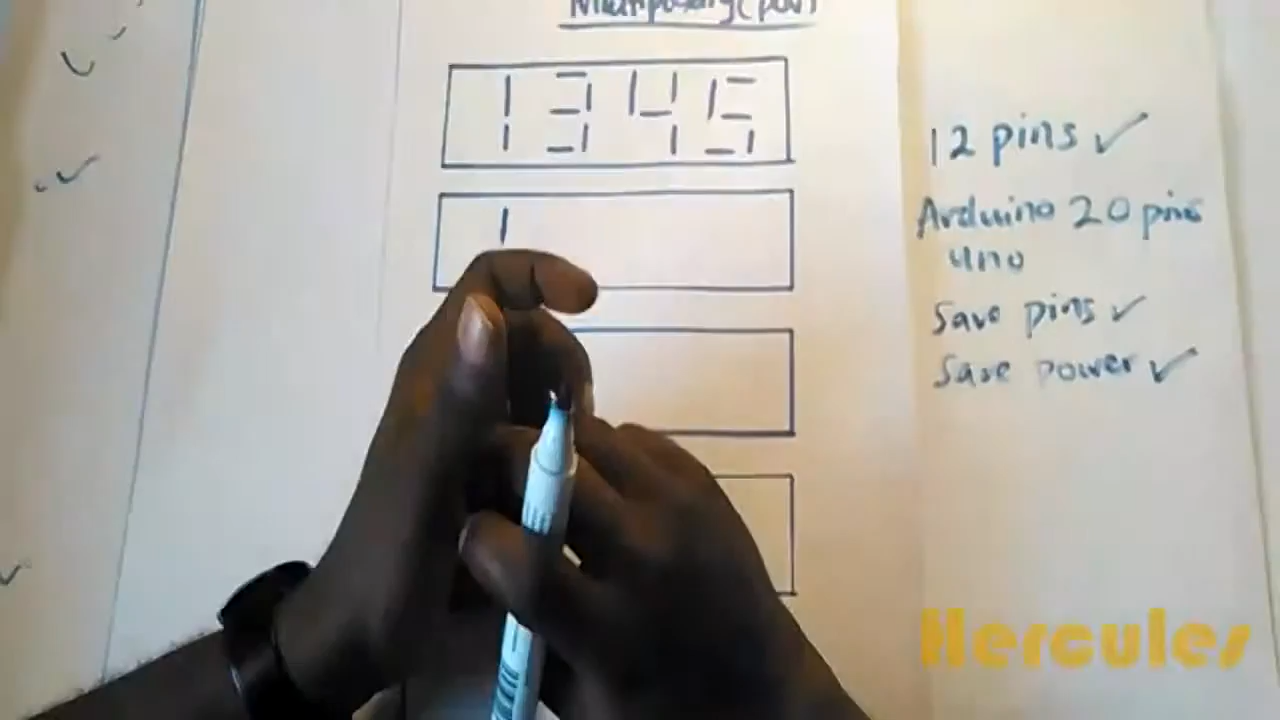 1345
1
12 pins ✓
Arduino 20 pins
uno
Save pins ✓
Save power ✓
Hercules